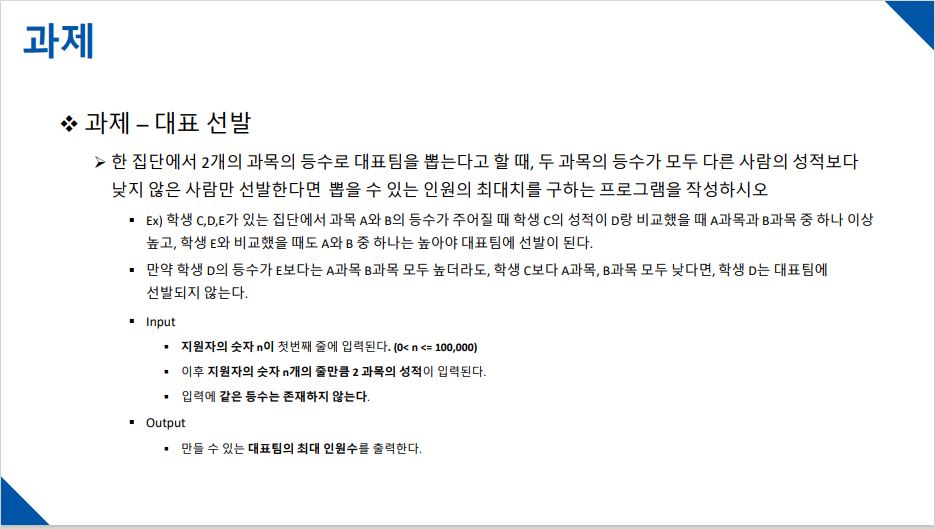 과제
❖ 과제 – 대표 선발
➢ 한 집단에서 2개의 과목의 등수로 대표팀을 뽑는다고 할 때, 두 과목의 등수가 모두 다른 사람의 성적보다
낮지 않은 사람만 선발한다면 뽑을 수 있는 인원의 최대치를 구하는 프로그램을 작성하시오
▪ Ex) 학생 C,D,E가 있는 집단에서 과목 A와 B의 등수가 주어질 때 학생 C의 성적이 D랑 비교했을 때 A과목과 B과목 중 하나 이상
높고, 학생 E와 비교했을 때도 A와 B 중 하나는 높아야 대표팀에 선발이 된다.
▪ 만약 학생 D의 등수가 E보다는 A과목 B과목 모두 높더라도, 학생 C보다 A과목, B과목 모두 낮다면, 학생 D는 대표팀에
선발되지 않는다.
▪ Input
▪ 지원자의 숫자 n이 첫번째 줄에 입력된다. (0< n <= 100,000)
▪ 이후 지원자의 숫자 n개의 줄만큼 2 과목의 성적이 입력된다.
▪ 입력에 같은 등수는 존재하지 않는다.
▪ Output
▪ 만들 수 있는 대표팀의 최대 인원수를 출력한다.